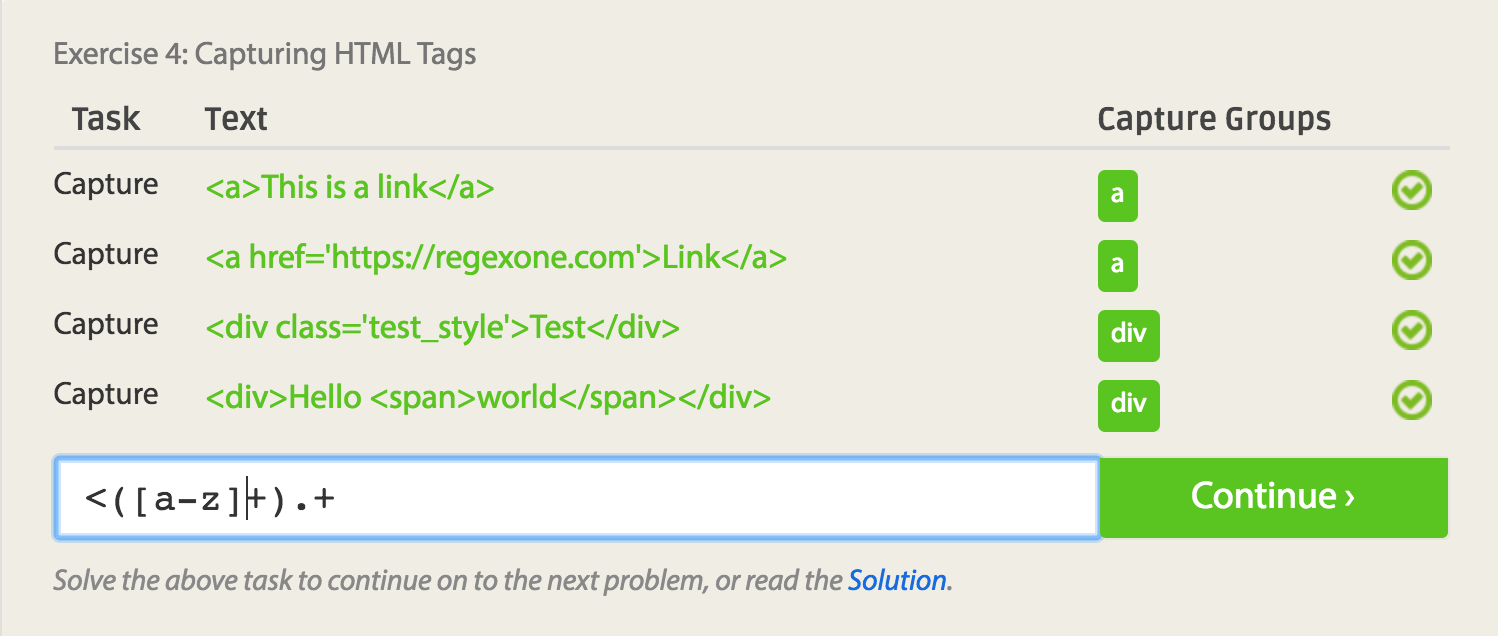 Exercise 4: Capturing HTML Tags
Task Text Capture Groups
Capture <a>This is a link</a> a
Capture <a href='https://regexone.com'>Link</a> a
Capture <div class='test_style'>Test</div> div
Capture <div>Hello <span>world</span></div> div
<([a-z]+).+ Continue ›
Solve the above task to continue on to the next problem, or read the Solution.